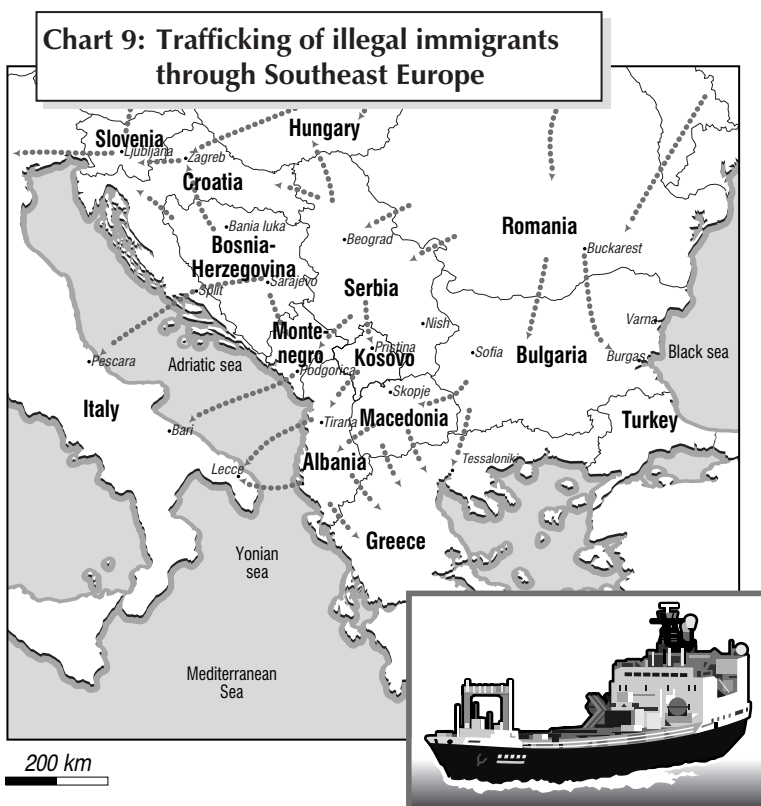 Chart 9: Trafficking of illegal immigrants
through Southeast Europe
Hungary
Slovenia
Ljubljana
Zagreb
Croatia
Romania
Bania luka
Beograd
Buckarest
Bosnia-
Herzegovina
Sarajevo
Split
Serbia
Nish
Varna
Monte-
negro
Pristina
Kosovo
Sofia
Bulgaria
Burgas
Black sea
Pescara
Adriatic sea
Podgorica
Skopje
Italy
Bari
Tirana
Macedonia
Turkey
Lecce
Albania
Tessaloniki
Greece
Yonian
sea
Mediterranean
Sea
200 km